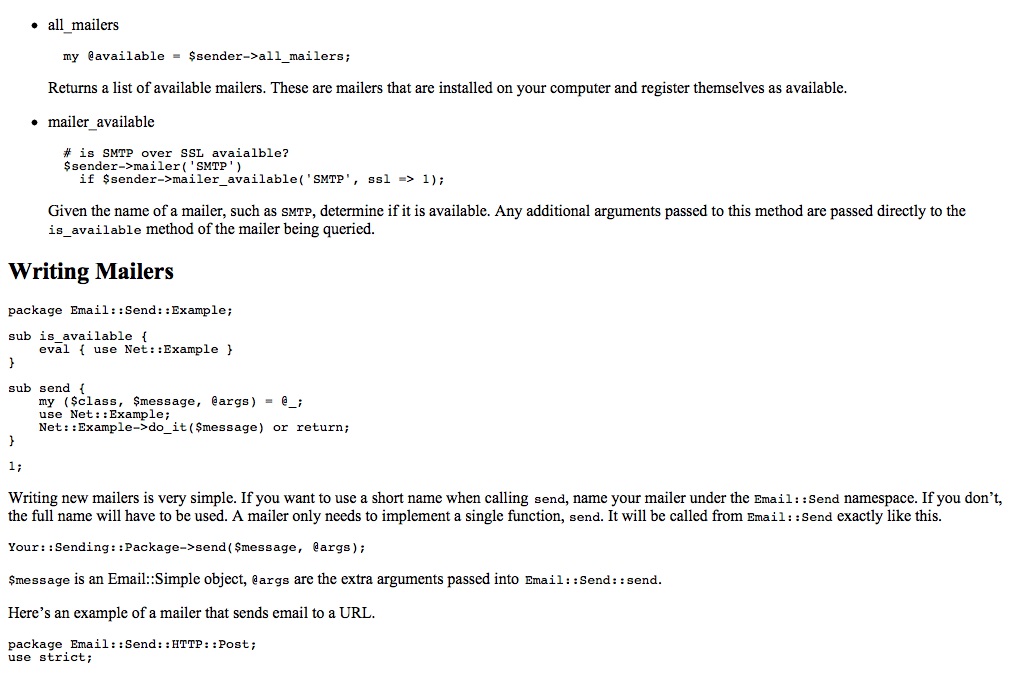 • all_mailers
my @available = $sender->all_mailers;
Returns a list of available mailers. These are mailers that are installed on your computer and register themselves as available.
• mailer_available
# is SMTP over SSL avaialble?
$sender->mailer('SMTP')
if $sender->mailer_available('SMTP', ssl => 1);
Given the name of a mailer, such as SMTP, determine if it is available. Any additional arguments passed to this method are passed directly to the
is_available method of the mailer being queried.
Writing Mailers
package Email::Send::Example;
sub is_available {
eval { use Net::Example }
}
sub send {
my ($class, $message, @args) = @_;
use Net::Example;
Net::Example->do_it($message) or return;
}
1;
Writing new mailers is very simple. If you want to use a short name when calling send, name your mailer under the Email::Send namespace. If you don’t,
the full name will have to be used. A mailer only needs to implement a single function, send. It will be called from Email::Send exactly like this.
Your::Sending::Package->send($message, @args);
$message is an Email::Simple object, @args are the extra arguments passed into Email::Send::send.
Here’s an example of a mailer that sends email to a URL.
package Email::Send::HTTP::Post;
use strict;